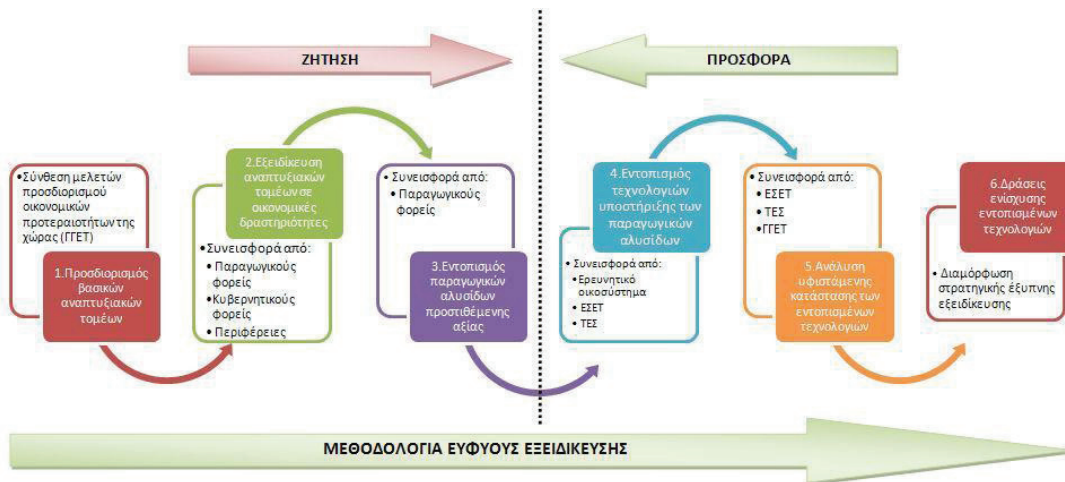 ΖΗΤΗΣΗ
ΠΡΟΣΦΟΡΑ
•Σύνθεση μελετών
προσδιορισμού
οικονομικών
προτεραιοτήτων της
χώρας (ΓΓΕΤ)
1.Προσδιορισμός
βασικών
αναπτυξιακών
τομέων
2.Εξειδίκευση
αναπτυξιακών
τομέων σε
οικονομικές
δραστηριότητες
•Συνεισφορά από:
• Παραγωγικούς
φορείς
•Κυβερνητικούς
φορείς
• Περιφέρειες
• Συνεισφορά από:
• Παραγωγικούς
φορείς
3.Εντοπισμός
παραγωγικών
αλυσίδων
προστιθέμενης
αξίας
4.Εντοπισμός
τεχνολογιών
υποστήριξης των
παραγωγικών
αλυσίδων
• Συνεισφορά από:
•Ερευνητικό
οικοσύστημα
• ΕΣΕΤ
• ΤΕΣ
• Συνεισφορά από:
• ΕΣΕΤ
• ΤΕΣ
•ΓΓΕΤ
5.Ανάλυση
υφιστάμενης
κατάστασης των
εντοπισμένων
τεχνολογιών
6.Δράσεις
ενίσχυσης
εντοπισμένων
τεχνολογιών
• Διαμόρφωση
στρατηγικής έξυπνης
εξειδίκευσης
ΜΕΘΟΔΟΛΟΓΙΑ ΕΥΦΥΟΥΣ ΕΞΕΙΔΙΚΕΥΣΗΣ